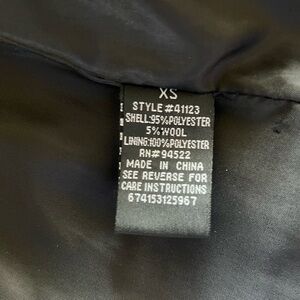 XS
STYLE#41123
SHELL:95%POLYESTER
5%WOOL
LINING:100%POLYESTER
RN#94522
MADE IN CHINA
SEE REVERSE FOR
CARE INSTRUCTIONS
674153125967